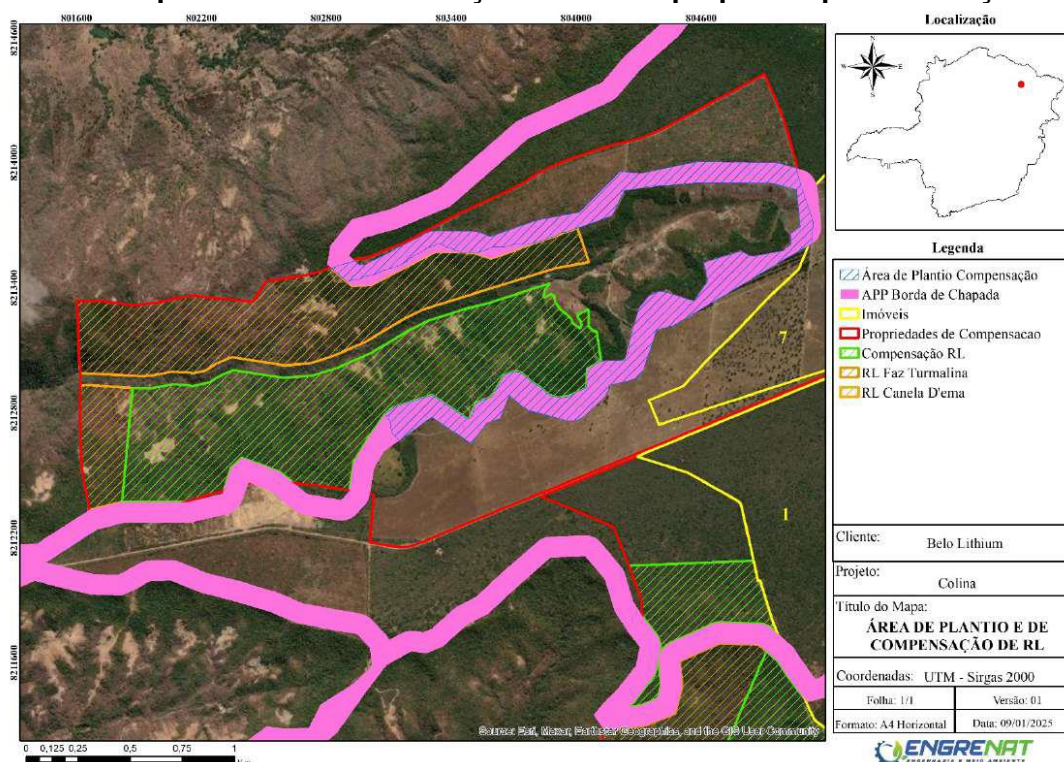 801600 802200 802800 803400 804000 804600
8214600
8214000
8213400
8212800
8212200
8211600
7
1
Source: Esri, Maxar, Earthstar Geographics, and the GIS User Community
0 0,125 0,25 0,5 0,75 1
Localização
N
W E
S
Legenda
Área de Plantio Compensação
APP Borda de Chapada
Imóveis
Propriedades de Compensacao
Compensação RL
RL Faz Turmalina
RL Canela D'ema
Cliente: Belo Lithium
Projeto:
Colina
Título do Mapa:
ÁREA DE PLANTIO E DE
COMPENSAÇÃO DE RL
Coordenadas: UTM - Sirgas 2000
Folha: 1/1 Versão: 01
Formato: A4 Horizontal Data: 09/01/2025
ENGRENAT
ENGENHARIA E MEIO AMBIENTE